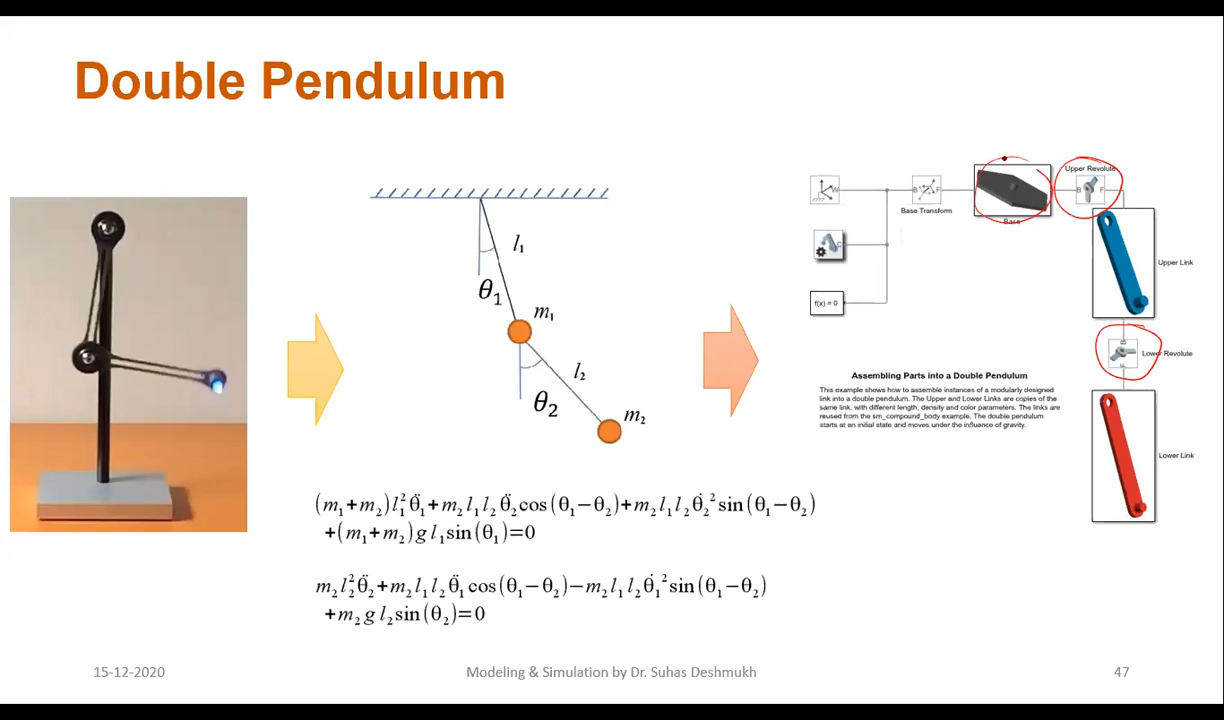 Double Pendulum
l₁
θ₁
m₁
l₂
θ₂
m₂
(m₁+m₂)l₁²θ̈₁+m₂l₁l₂θ̈₂cos(θ₁−θ₂)+m₂l₁l₂θ̇₂²sin(θ₁−θ₂)
+(m₁+m₂)gl₁sin(θ₁)=0
m₂l₂²θ̈₂+m₂l₁l₂θ̈₁cos(θ₁−θ₂)−m₂l₁l₂θ̇₁²sin(θ₁−θ₂)
+m₂gl₂sin(θ₂)=0
W
B F
Base Transform
Base
Upper Revolute
B F
C
f(x) = 0
Upper Link
Lower Revolute
Lower Link
Assembling Parts into a Double Pendulum
This example shows how to assemble instances of a modularly designed
link into a double pendulum. The Upper and Lower Links are copies of the
same link, with different length, density and color parameters. The links are
reused from the sm_compound_body example. The double pendulum
starts at an initial state and moves under the influence of gravity.
15-12-2020
Modeling & Simulation by Dr. Suhas Deshmukh
47